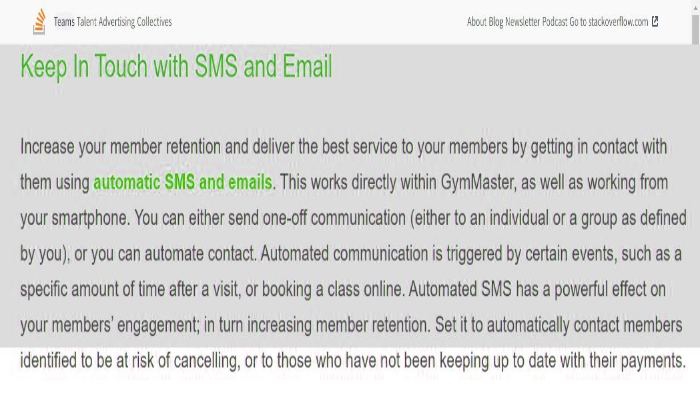 Teams Talent Advertising Collectives
About Blog Newsletter Podcast Go to stackoverflow.com
Keep In Touch with SMS and Email
Increase your member retention and deliver the best service to your members by getting in contact with
them using automatic SMS and emails. This works directly within GymMaster, as well as working from
your smartphone. You can either send one-off communication (either to an individual or a group as defined
by you), or you can automate contact. Automated communication is triggered by certain events, such as a
specific amount of time after a visit, or booking a class online. Automated SMS has a powerful effect on
your members' engagement; in turn increasing member retention. Set it to automatically contact members
identified to be at risk of cancelling, or to those who have not been keeping up to date with their payments.